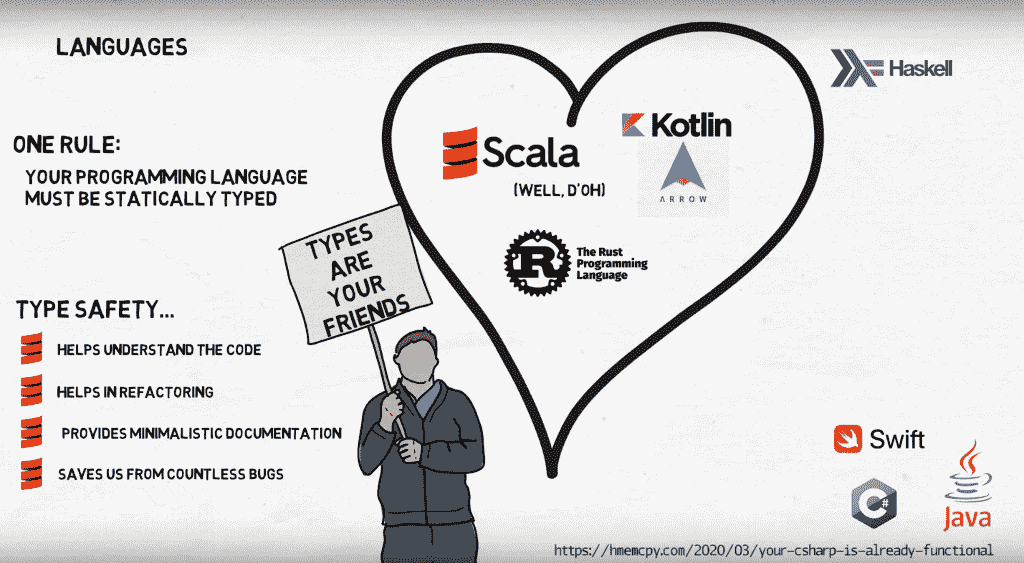 LANGUAGES
ONE RULE:
YOUR PROGRAMMING LANGUAGE
MUST BE STATICALLY TYPED
TYPES
ARE
YOUR
FRIENDS
TYPE SAFETY...
HELPS UNDERSTAND THE CODE
HELPS IN REFACTORING
PROVIDES MINIMALISTIC DOCUMENTATION
SAVES US FROM COUNTLESS BUGS
Scala
(WELL, D'OH)
Kotlin
ARROW
R
The Rust
Programming
Language
Haskell
Swift
C#
Java
https://hmemcpy.com/2020/03/your-csharp-is-already-functional